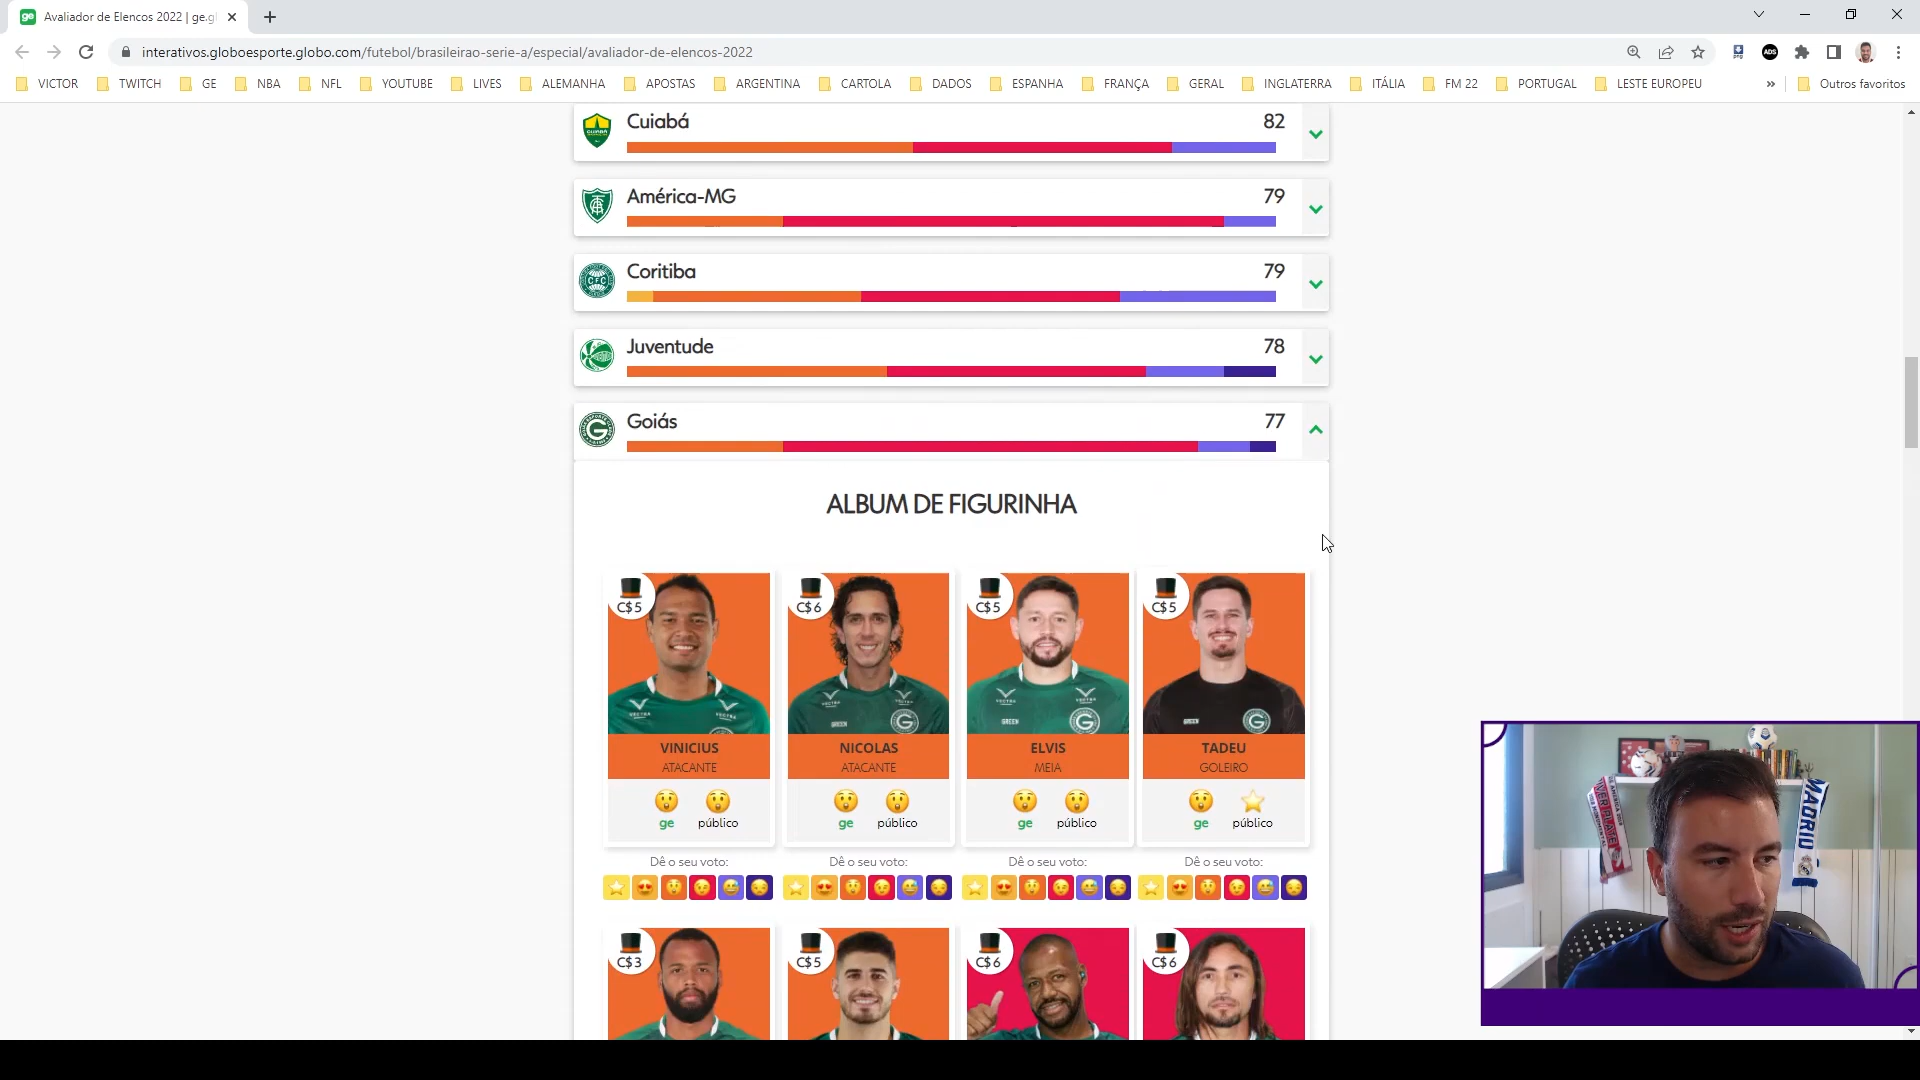 Avaliador de Elencos 2022 | ge.gl
interativos.globoesporte.globo.com/futebol/brasileirao-serie-a/especial/avaliador-de-elencos-2022
VICTOR TWITCH GE NBA NFL YOUTUBE LIVES ALEMANHA APOSTAS ARGENTINA CARTOLA DADOS ESPANHA FRANÇA GERAL INGLATERRA ITÁLIA FM 22 PORTUGAL LESTE EUROPEU » Outros favoritos
Cuiabá 82
América-MG 79
Coritiba 79
Juventude 78
Goiás 77
ALBUM DE FIGURINHA
C$ 5 C$ 6 C$ 5 C$ 5
VINICIUS NICOLAS ELVIS TADEU
ATACANTE ATACANTE MEIA GOLEIRO
ge público ge público ge público ge público
Dê o seu voto: Dê o seu voto: Dê o seu voto: Dê o seu voto:
C$ 3 C$ 5 C$ 6 C$ 6
MADRID